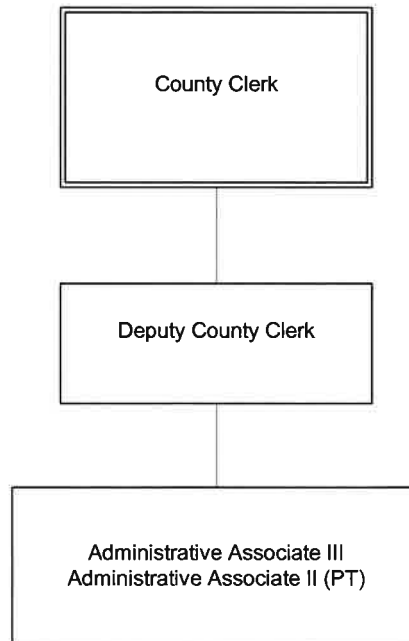 County Clerk
Deputy County Clerk
Administrative Associate III
Administrative Associate II (PT)